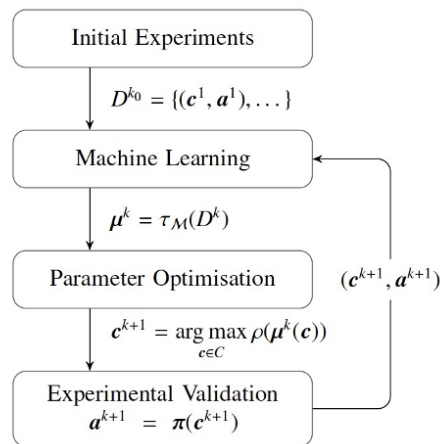 Initial Experiments
D^{k_0} = {(c^1, a^1), . . . }
Machine Learning
μ^k = τ_M(D^k)
Parameter Optimisation
(c^{k+1}, a^{k+1})
c^{k+1} = arg max ρ(μ^k(c))
c∈C
Experimental Validation
a^{k+1} = π(c^{k+1})